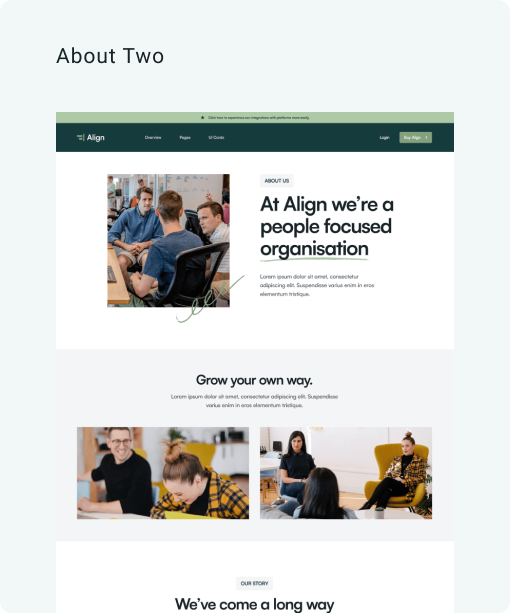 About Two
Click here to experience our integrations with platforms more easily.
Align
Overview Pages UI Cards Login Buy Align
ABOUT US
At Align we're a
people focused
organisation
Lorem ipsum dolor sit amet, consectetur
adipiscing elit. Suspendisse varius enim in eros
elementum tristique.
Grow your own way.
Lorem ipsum dolor sit amet, consectetur adipiscing elit. Suspendisse
varius enim in eros elementum tristique.
OUR STORY
We've come a long way